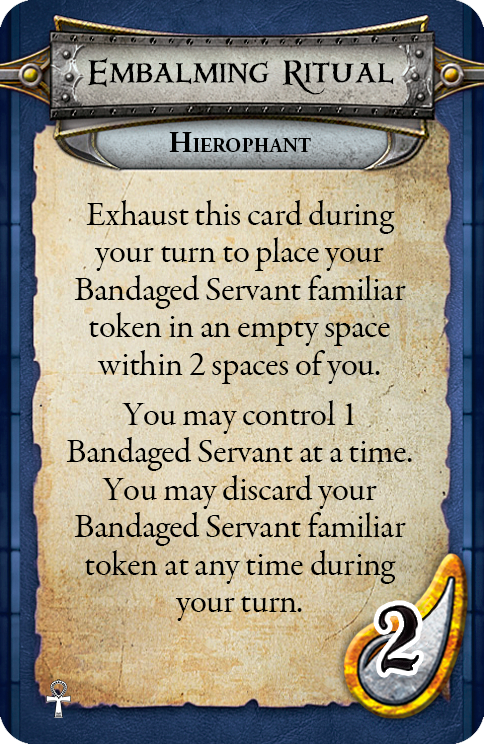 Embalming Ritual
Hierophant
Exhaust this card during
your turn to place your
Bandaged Servant familiar
token in an empty space
within 2 spaces of you.
You may control 1
Bandaged Servant at a time.
You may discard your
Bandaged Servant familiar
token at any time during
your turn.
2